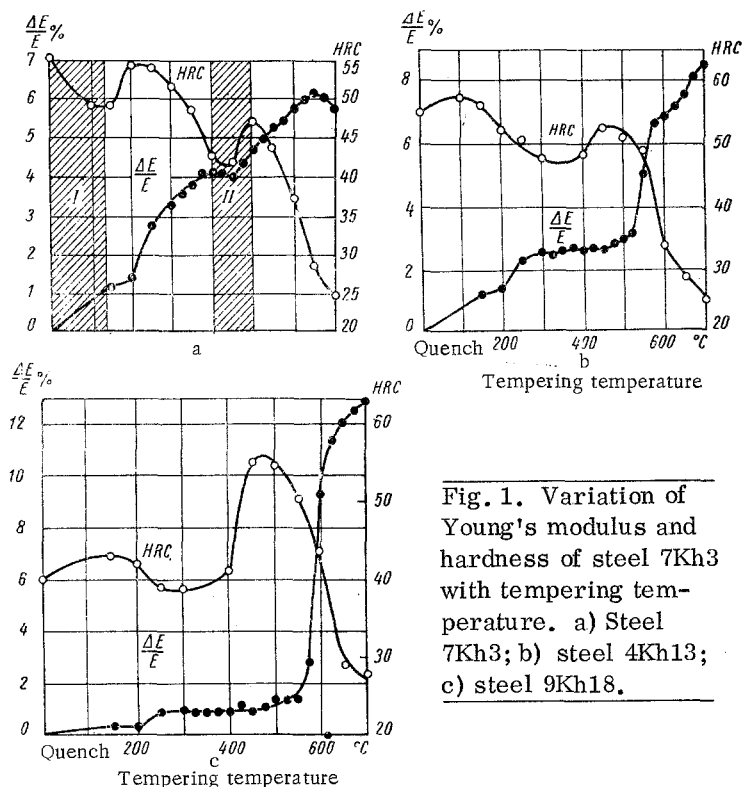 ΔE/E %
HRC
7
6
5
4
3
2
1
0
HRC
ΔE/E
I
II
55
50
45
40
35
30
25
20
a
ΔE/E %
HRC
8
6
4
2
0
HRC
ΔE/E
60
50
40
30
20
Quench 200 400 600 °C
b
Tempering temperature
ΔE/E %
HRC
12
10
8
6
4
2
0
HRC
ΔE/E
60
50
40
30
20
Quench 200 400 600 °C
c
Tempering temperature
Fig. 1. Variation of
Young's modulus and
hardness of steel 7Kh3
with tempering tem-
perature. a) Steel
7Kh3; b) steel 4Kh13;
c) steel 9Kh18.